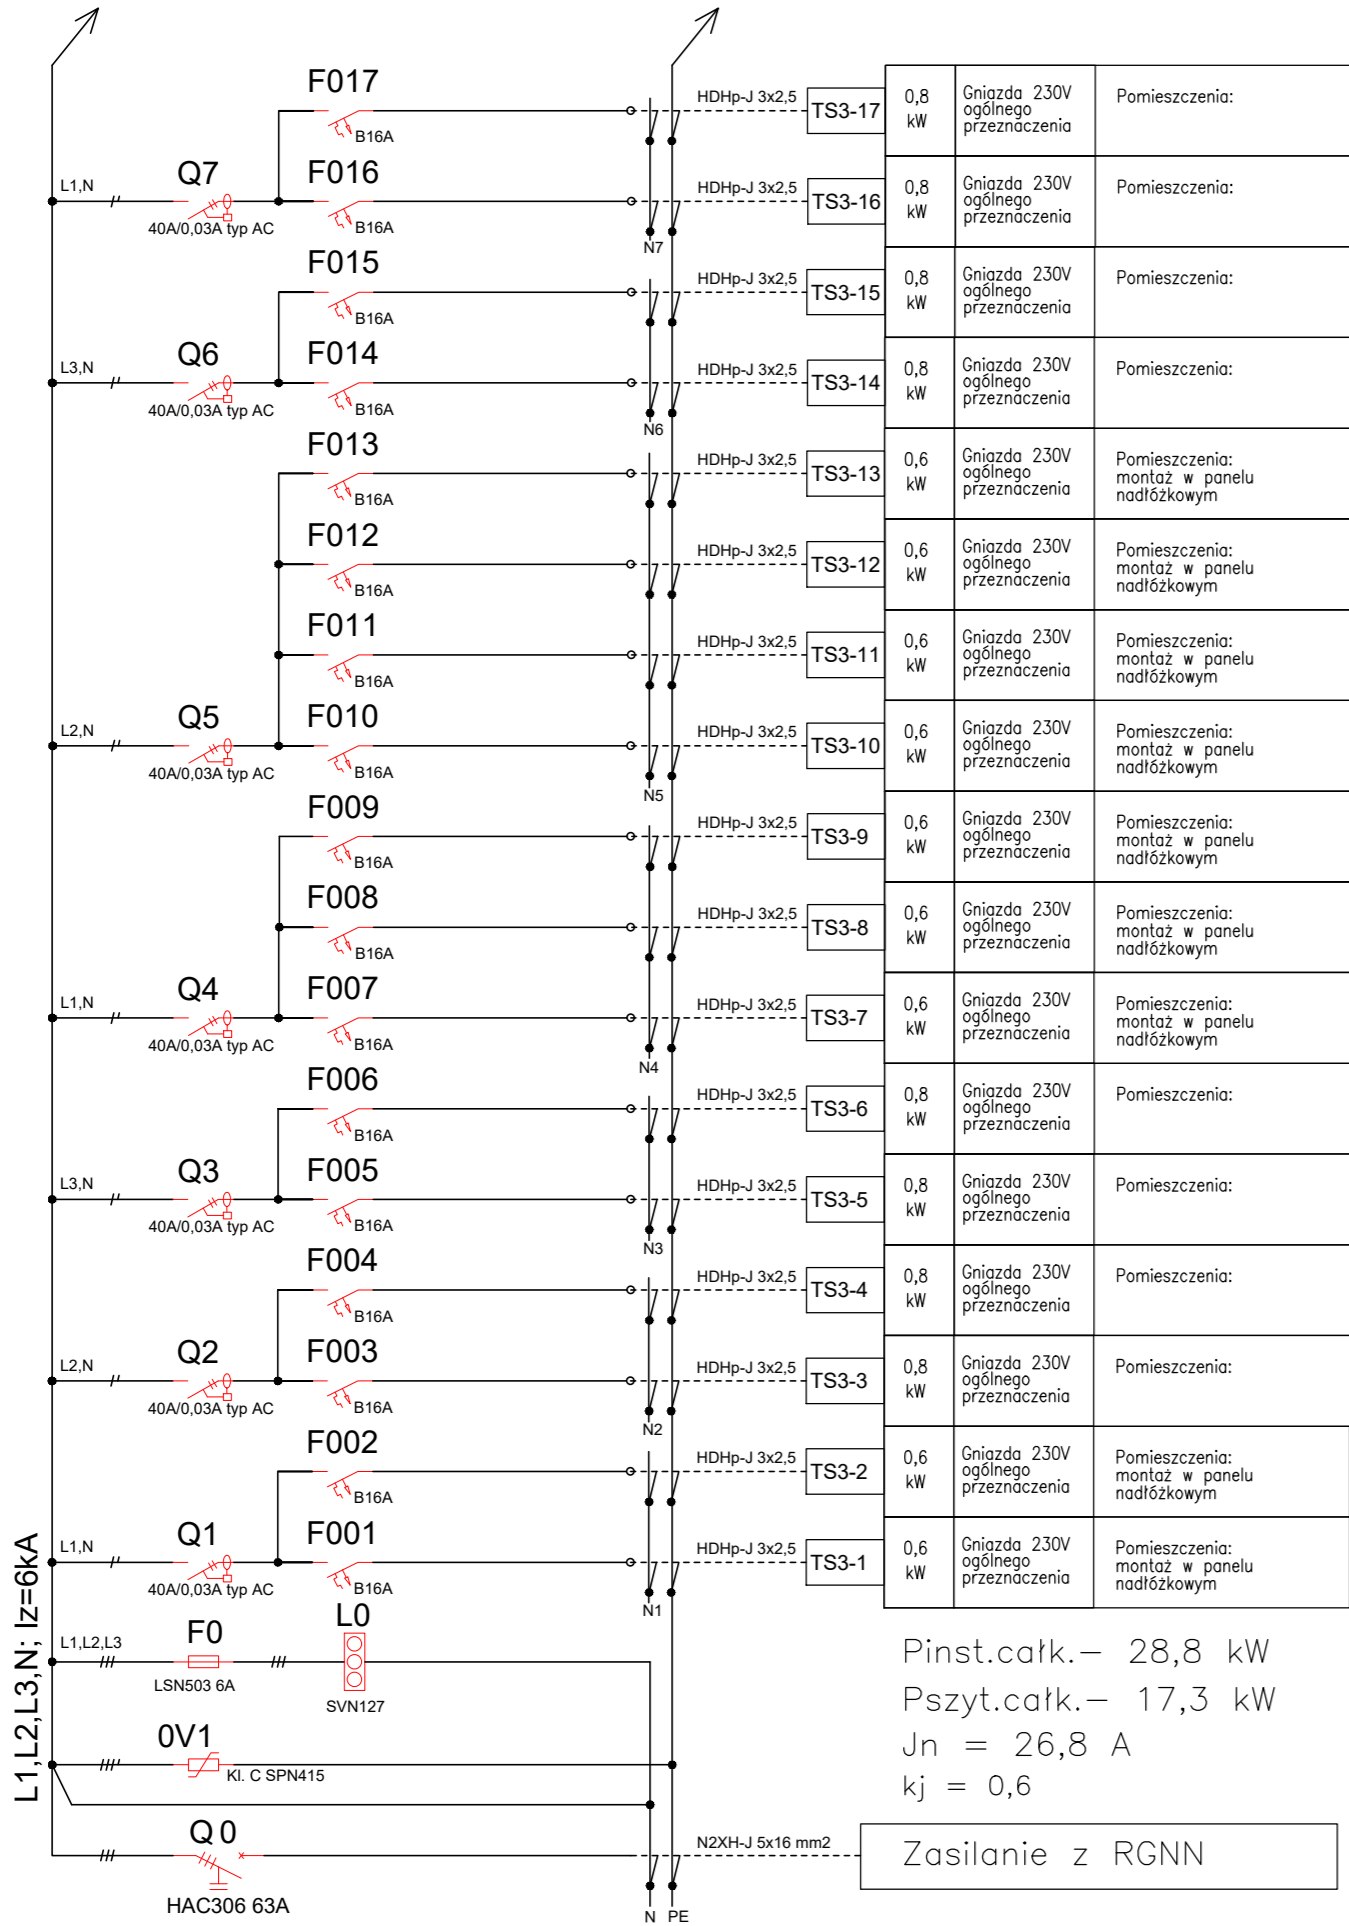 F017
B16A
HDHp-J 3x2,5
TS3-17
0,8
kW
Gniazda 230V
ogólnego
przeznaczenia
Pomieszczenia:
L1,N
Q7
40A/0,03A typ AC
F016
B16A
N7
HDHp-J 3x2,5
TS3-16
0,8
kW
Gniazda 230V
ogólnego
przeznaczenia
Pomieszczenia:
F015
B16A
HDHp-J 3x2,5
TS3-15
0,8
kW
Gniazda 230V
ogólnego
przeznaczenia
Pomieszczenia:
L3,N
Q6
40A/0,03A typ AC
F014
B16A
N6
HDHp-J 3x2,5
TS3-14
0,8
kW
Gniazda 230V
ogólnego
przeznaczenia
Pomieszczenia:
F013
B16A
HDHp-J 3x2,5
TS3-13
0,6
kW
Gniazda 230V
ogólnego
przeznaczenia
Pomieszczenia:
montaż w panelu
nadłóżkowym
F012
B16A
HDHp-J 3x2,5
TS3-12
0,6
kW
Gniazda 230V
ogólnego
przeznaczenia
Pomieszczenia:
montaż w panelu
nadłóżkowym
F011
B16A
HDHp-J 3x2,5
TS3-11
0,6
kW
Gniazda 230V
ogólnego
przeznaczenia
Pomieszczenia:
montaż w panelu
nadłóżkowym
L2,N
Q5
40A/0,03A typ AC
F010
B16A
N5
HDHp-J 3x2,5
TS3-10
0,6
kW
Gniazda 230V
ogólnego
przeznaczenia
Pomieszczenia:
montaż w panelu
nadłóżkowym
F009
B16A
HDHp-J 3x2,5
TS3-9
0,6
kW
Gniazda 230V
ogólnego
przeznaczenia
Pomieszczenia:
montaż w panelu
nadłóżkowym
F008
B16A
HDHp-J 3x2,5
TS3-8
0,6
kW
Gniazda 230V
ogólnego
przeznaczenia
Pomieszczenia:
montaż w panelu
nadłóżkowym
L1,N
Q4
40A/0,03A typ AC
F007
B16A
N4
HDHp-J 3x2,5
TS3-7
0,6
kW
Gniazda 230V
ogólnego
przeznaczenia
Pomieszczenia:
montaż w panelu
nadłóżkowym
F006
B16A
HDHp-J 3x2,5
TS3-6
0,8
kW
Gniazda 230V
ogólnego
przeznaczenia
Pomieszczenia:
L3,N
Q3
40A/0,03A typ AC
F005
B16A
N3
HDHp-J 3x2,5
TS3-5
0,8
kW
Gniazda 230V
ogólnego
przeznaczenia
Pomieszczenia:
F004
B16A
HDHp-J 3x2,5
TS3-4
0,8
kW
Gniazda 230V
ogólnego
przeznaczenia
Pomieszczenia:
L2,N
Q2
40A/0,03A typ AC
F003
B16A
N2
HDHp-J 3x2,5
TS3-3
0,8
kW
Gniazda 230V
ogólnego
przeznaczenia
Pomieszczenia:
F002
B16A
HDHp-J 3x2,5
TS3-2
0,6
kW
Gniazda 230V
ogólnego
przeznaczenia
Pomieszczenia:
montaż w panelu
nadłóżkowym
L1,N
Q1
40A/0,03A typ AC
F001
B16A
N1
HDHp-J 3x2,5
TS3-1
0,6
kW
Gniazda 230V
ogólnego
przeznaczenia
Pomieszczenia:
montaż w panelu
nadłóżkowym
L1,L2,L3,N; Iz=6kA
L1,L2,L3
F0
LSN503 6A
L0
SVN127
0V1
Kl. C SPN415
Q0
HAC306 63A
N
PE
N2XH-J 5x16 mm2
Pinst.całk.– 28,8 kW
Pszyt.całk.– 17,3 kW
Jn = 26,8 A
kj = 0,6
Zasilanie z RGNN